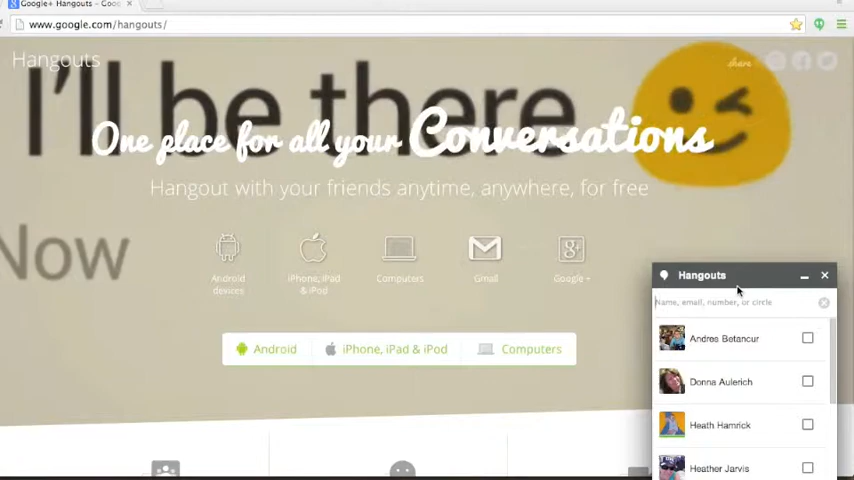 Google+ Hangouts - Goo
www.google.com/hangouts/
Hangouts
share
I'll be there
One place for all your Conversations
Hangout with your friends anytime, anywhere, for free
Now
Android devices
iPhone, iPad & iPod
Computers
Gmail
Google +
Android
iPhone, iPad & iPod
Computers
Hangouts
Name, email, number, or circle
Andres Betancur
Donna Aulerich
Heath Hamrick
Heather Jarvis